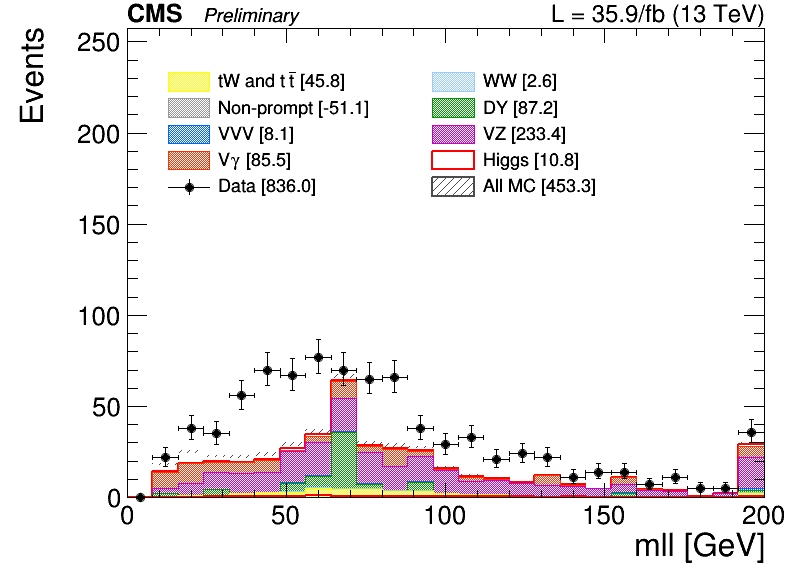 CMS Preliminary L = 35.9/fb (13 TeV)
Events
250
200
150
100
50
0
tW and t t̅ [45.8]
WW [2.6]
Non-prompt [-51.1]
DY [87.2]
VVV [8.1]
VZ [233.4]
Vγ [85.5]
Higgs [10.8]
Data [836.0]
All MC [453.3]
0 50 100 150 200
mll [GeV]